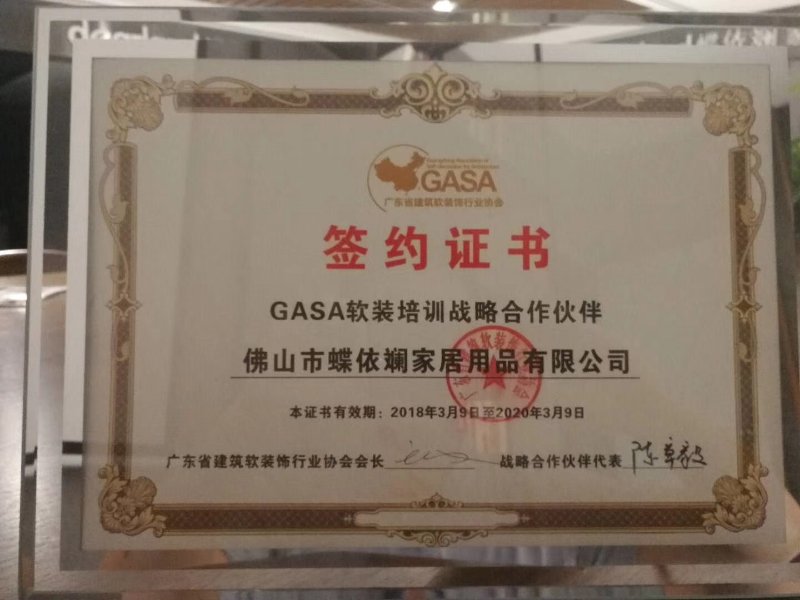 GASA
广东省建筑软装饰行业协会
签约证书
GASA软装培训战略合作伙伴
佛山市蝶依斓家居用品有限公司
本证书有效期：2018年3月9日至2020年3月9日
广东省建筑软装饰行业协会会长 战略合作伙伴代表